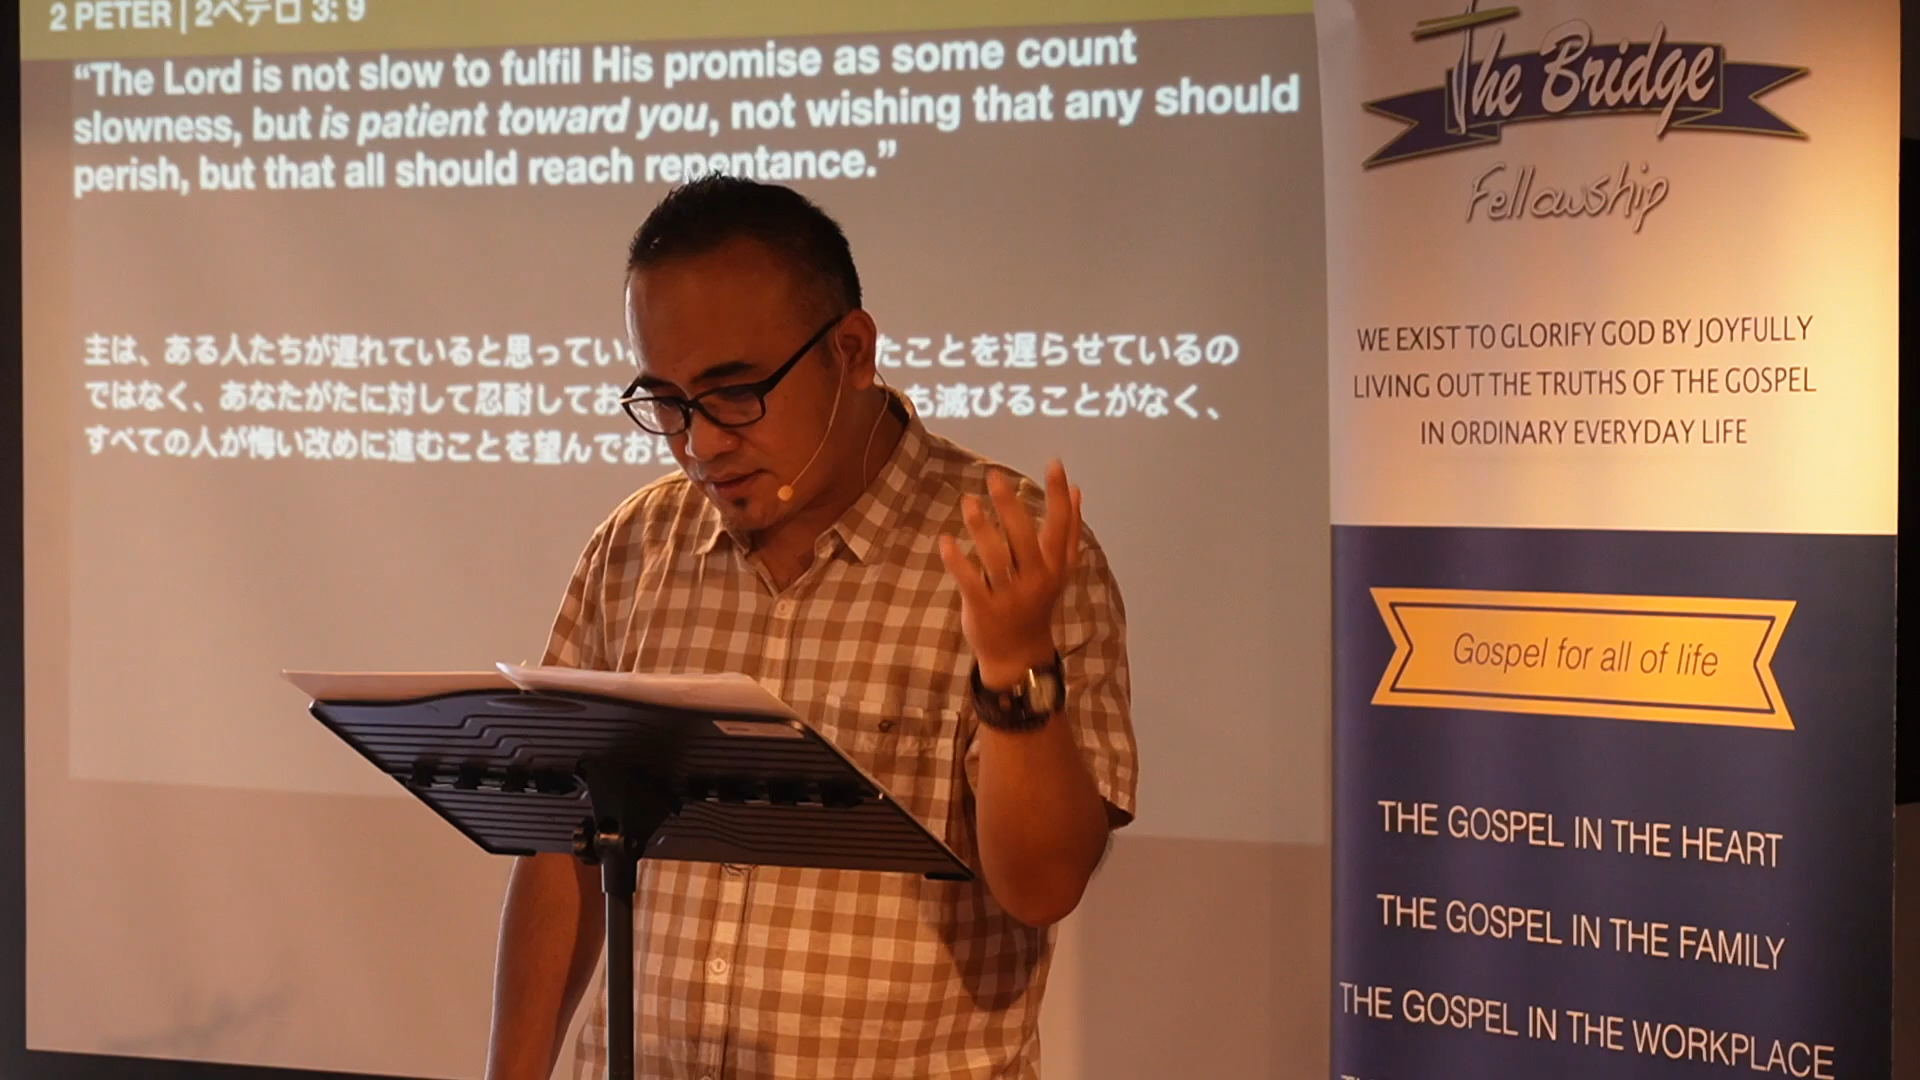 2 PETER | 2ペテロ 3: 9
“The Lord is not slow to fulfil His promise as some count
slowness, but is patient toward you, not wishing that any should
perish, but that all should reach repentance.”
主は、ある人たちが遅れていると思ってい たことを遅らせているの
ではなく、あなたがたに対して忍耐してお も滅びることがなく、
すべての人が悔い改めに進むことを望んでお
The Bridge
Fellowship
WE EXIST TO GLORIFY GOD BY JOYFULLY
LIVING OUT THE TRUTHS OF THE GOSPEL
IN ORDINARY EVERYDAY LIFE
Gospel for all of life
THE GOSPEL IN THE HEART
THE GOSPEL IN THE FAMILY
THE GOSPEL IN THE WORKPLACE